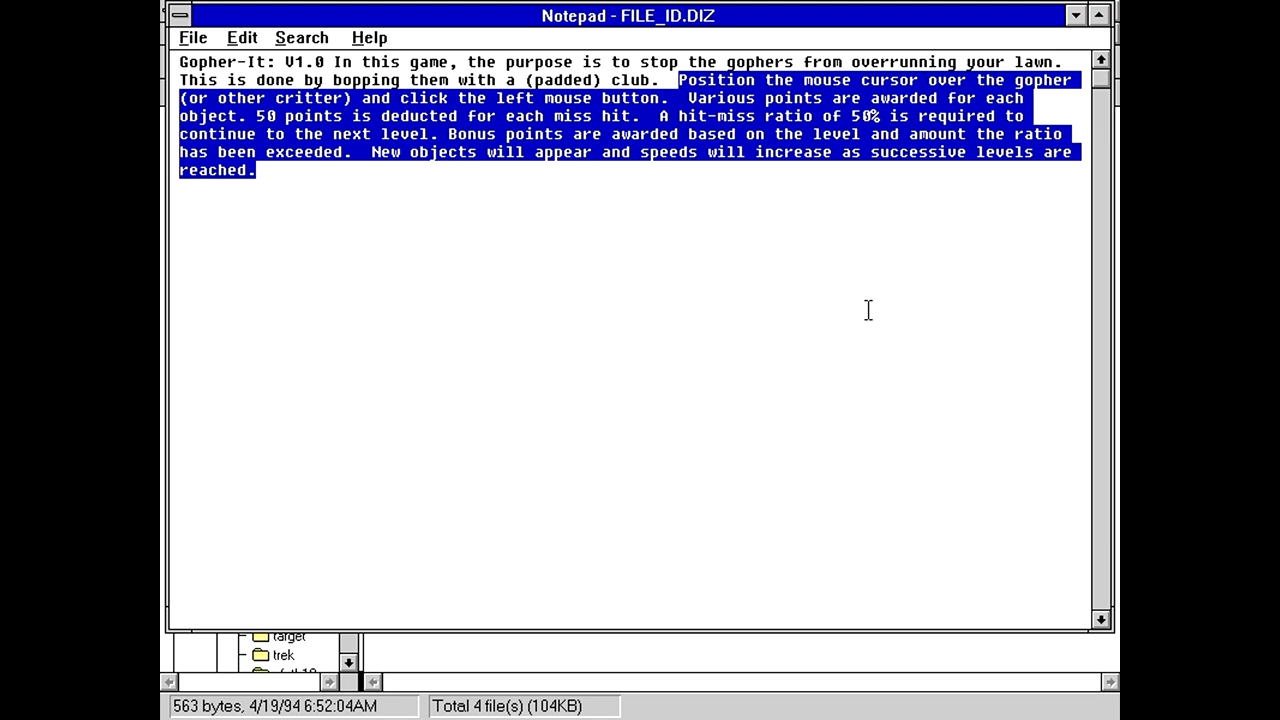 Notepad - FILE_ID.DIZ
File Edit Search Help
Gopher-It: V1.0 In this game, the purpose is to stop the gophers from overrunning your lawn.
This is done by bopping them with a (padded) club.  Position the mouse cursor over the gopher
(or other critter) and click the left mouse button.  Various points are awarded for each
object. 50 points is deducted for each miss hit.  A hit-miss ratio of 50% is required to
continue to the next level. Bonus points are awarded based on the level and amount the ratio
has been exceeded.  New objects will appear and speeds will increase as successive levels are
reached.
target
trek
563 bytes, 4/19/94 6:52:04AM
Total 4 file(s) (104KB)